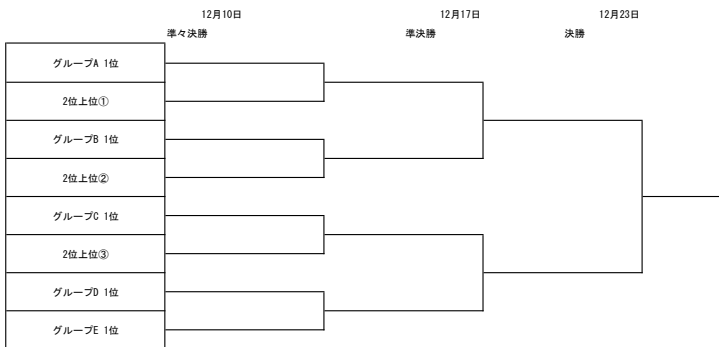 12月10日 12月17日 12月23日
準々決勝 準決勝 決勝
グループA 1位
2位上位①
グループB 1位
2位上位②
グループC 1位
2位上位③
グループD 1位
グループE 1位